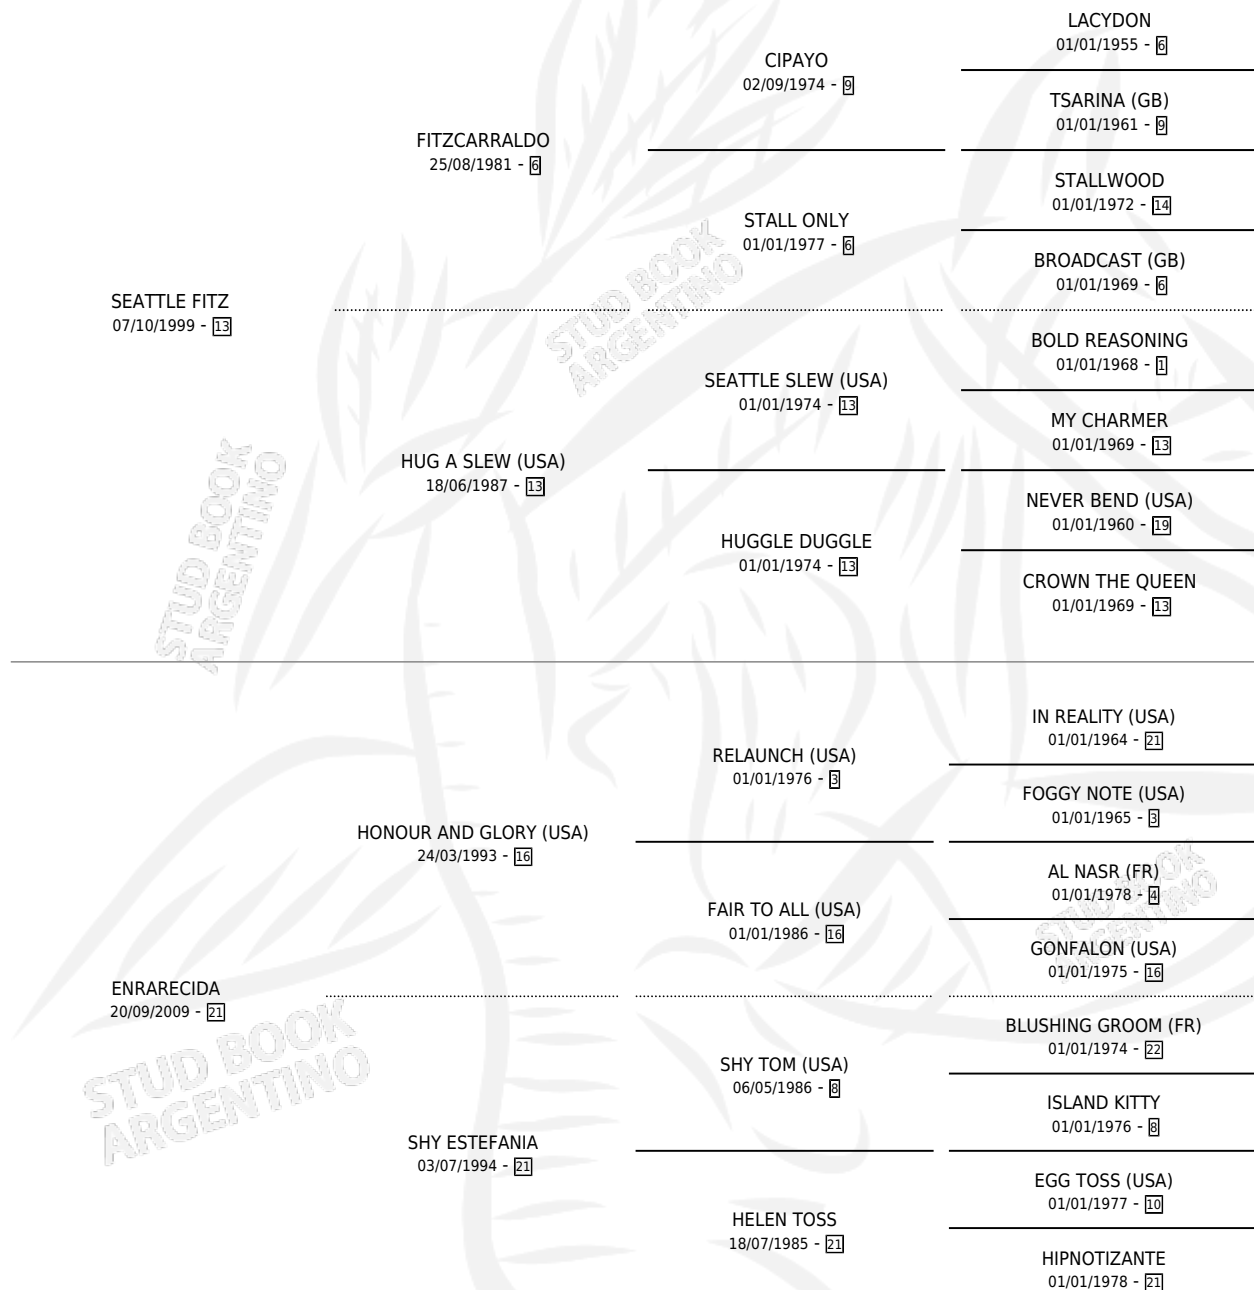 LACYDON
01/01/1955 - 6
CIPAYO
02/09/1974 - 9
TSARINA (GB)
01/01/1961 - 9
FITZCARRALDO
25/08/1981 - 6
STALLWOOD
01/01/1972 - 14
STALL ONLY
01/01/1977 - 6
BROADCAST (GB)
01/01/1969 - 6
SEATTLE FITZ
07/10/1999 - 13
BOLD REASONING
01/01/1968 - 1
SEATTLE SLEW (USA)
01/01/1974 - 13
MY CHARMER
01/01/1969 - 13
HUG A SLEW (USA)
18/06/1987 - 13
NEVER BEND (USA)
01/01/1960 - 19
HUGGLE DUGGLE
01/01/1974 - 13
CROWN THE QUEEN
01/01/1969 - 13
IN REALITY (USA)
01/01/1964 - 21
RELAUNCH (USA)
01/01/1976 - 3
FOGGY NOTE (USA)
01/01/1965 - 3
HONOUR AND GLORY (USA)
24/03/1993 - 16
AL NASR (FR)
01/01/1978 - 4
FAIR TO ALL (USA)
01/01/1986 - 16
GONFALON (USA)
01/01/1975 - 16
ENRARECIDA
20/09/2009 - 21
BLUSHING GROOM (FR)
01/01/1974 - 22
SHY TOM (USA)
06/05/1986 - 8
ISLAND KITTY
01/01/1976 - 8
SHY ESTEFANIA
03/07/1994 - 21
EGG TOSS (USA)
01/01/1977 - 10
HELEN TOSS
18/07/1985 - 21
HIPNOTIZANTE
01/01/1978 - 21
STUD BOOK
ARGENTINO
STUD BOOK
ARGENTINO
STUD BOOK
ARGENTINO
STUD BOOK
ARGENTINO